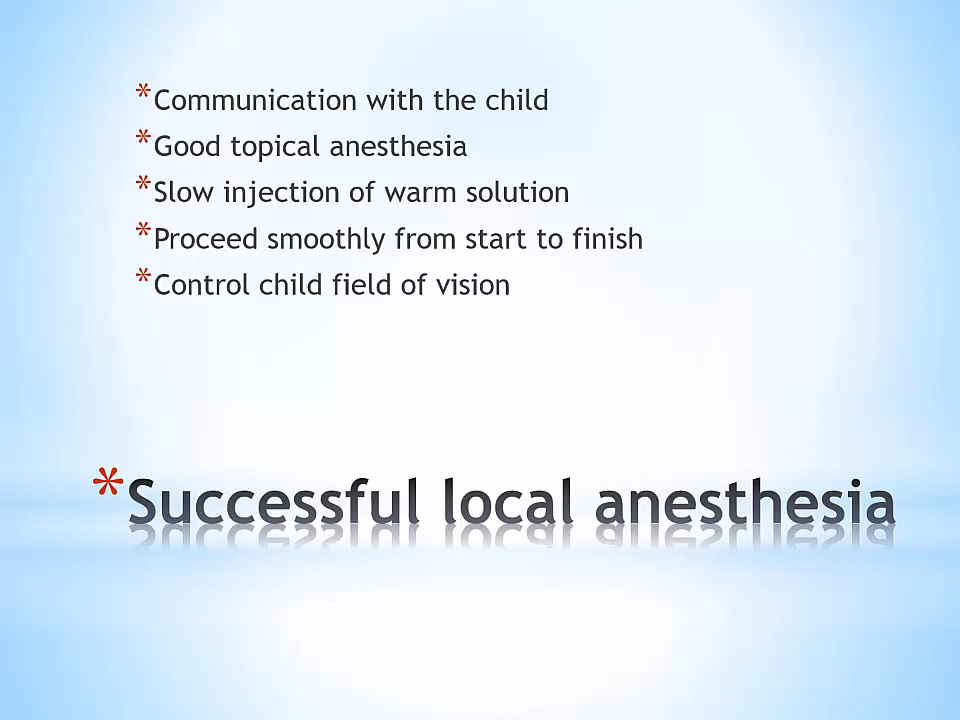 *Communication with the child
*Good topical anesthesia
*Slow injection of warm solution
*Proceed smoothly from start to finish
*Control child field of vision
*Successful local anesthesia